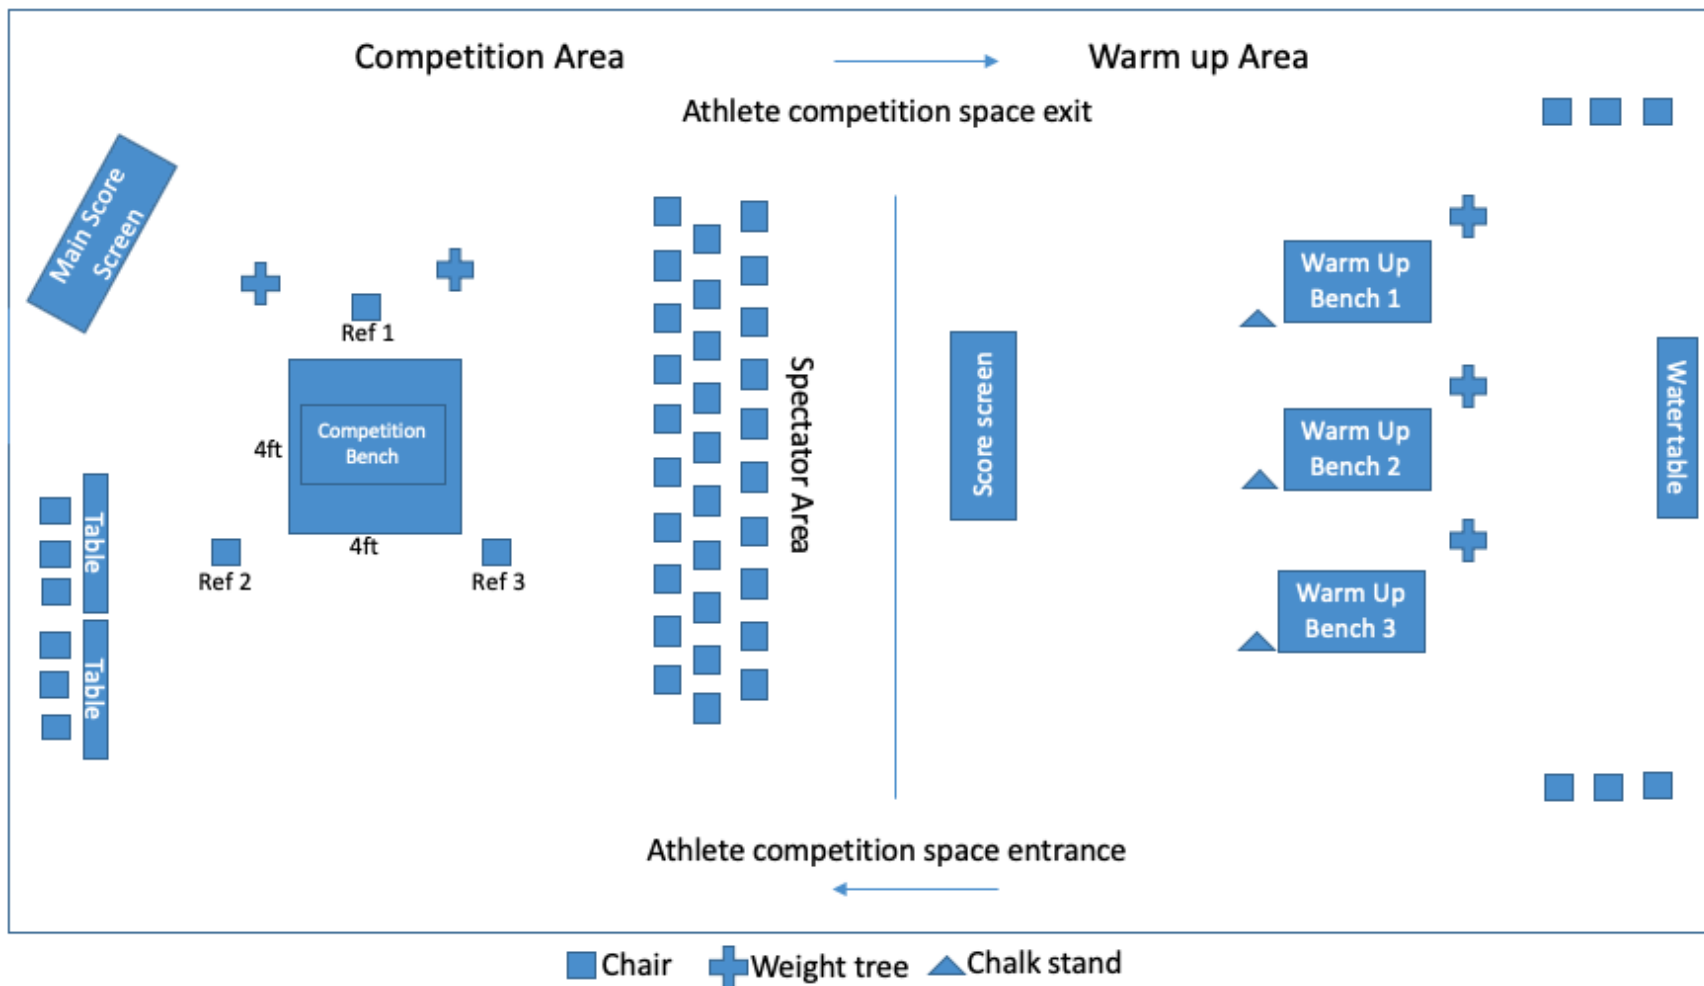 Competition Area
Warm up Area
Athlete competition space exit
Main Score
Screen
Ref 1
Competition
Bench
4ft
4ft
Ref 2
Ref 3
Table
Table
Spectator Area
Score screen
Warm Up
Bench 1
Warm Up
Bench 2
Warm Up
Bench 3
Water table
Athlete competition space entrance
Chair
Weight tree
Chalk stand